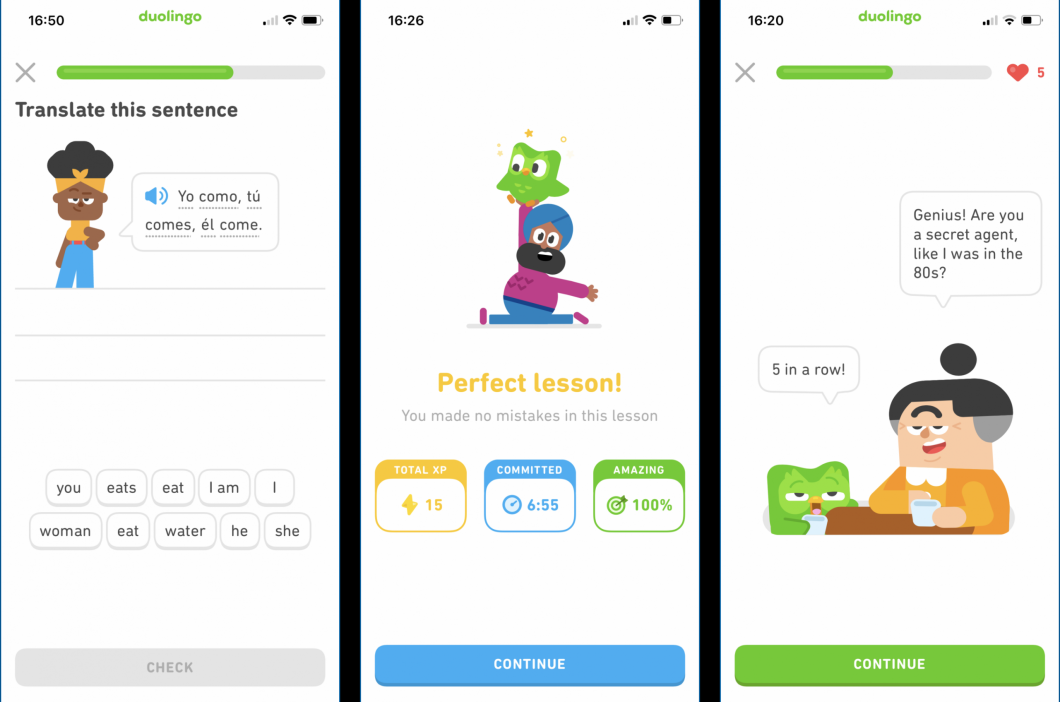 16:50
duolingo
Translate this sentence
Yo como, tú
comes, él come.
you eats eat I am I
woman eat water he she
CHECK
16:26
Perfect lesson!
You made no mistakes in this lesson
TOTAL XP
15
COMMITTED
6:55
AMAZING
100%
CONTINUE
16:20
duolingo
5
Genius! Are you
a secret agent,
like I was in the
80s?
5 in a row!
CONTINUE